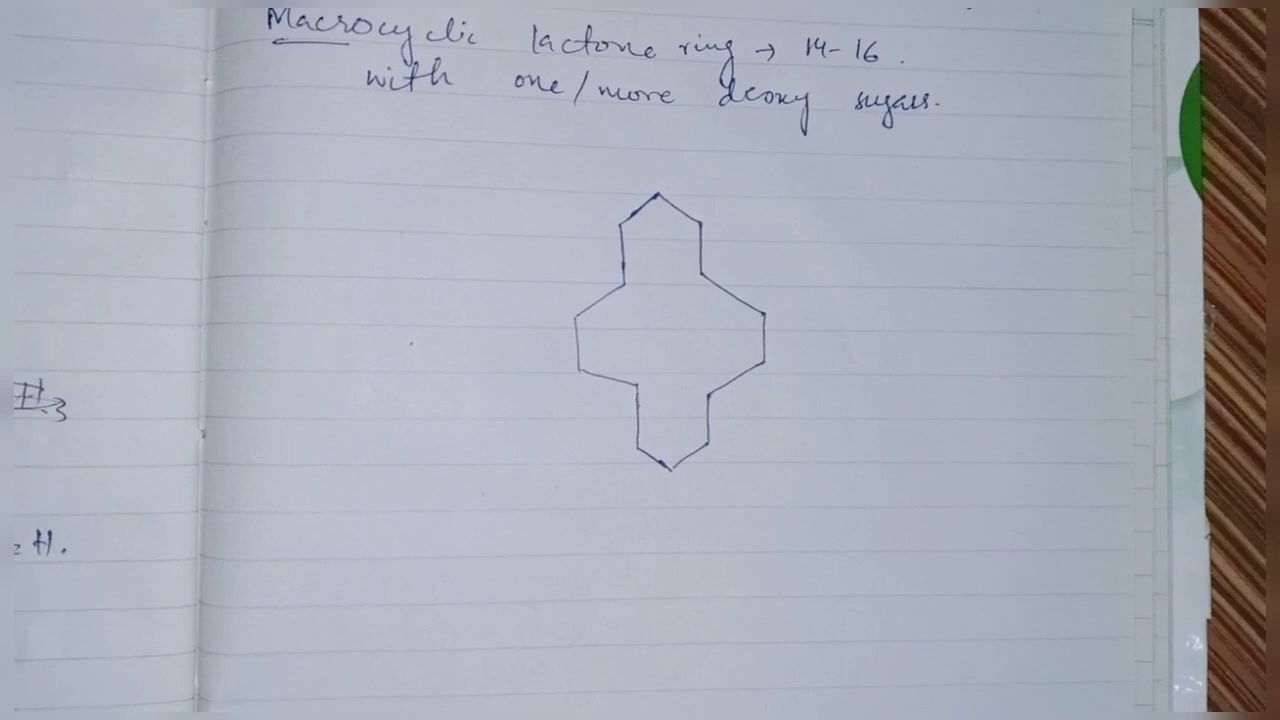 Macrocyclic lactone ring → 14-16.
with one/more deoxy sugars.
H.